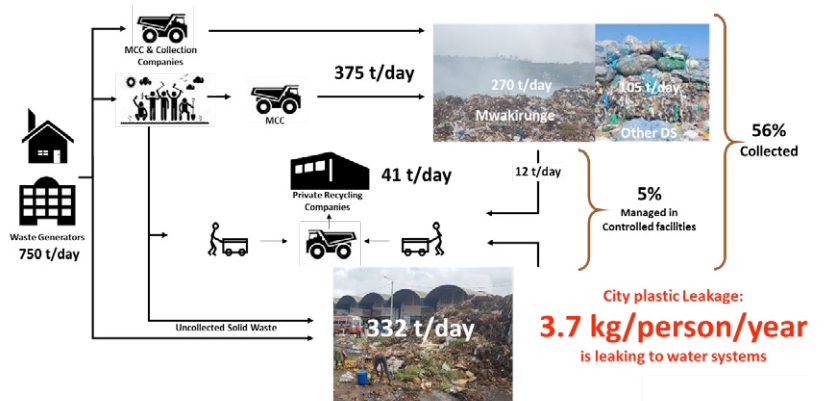 MCC & Collection
Companies
375 t/day
MCC
270 t/day
Mwakirunge
105 t/day
Other DS
56%
Collected
12 t/day
41 t/day
Private Recycling
Companies
5%
Managed in
Controlled facilities
Waste Generators
750 t/day
Uncollected Solid Waste
332 t/day
City plastic Leakage:
3.7 kg/person/year
is leaking to water systems